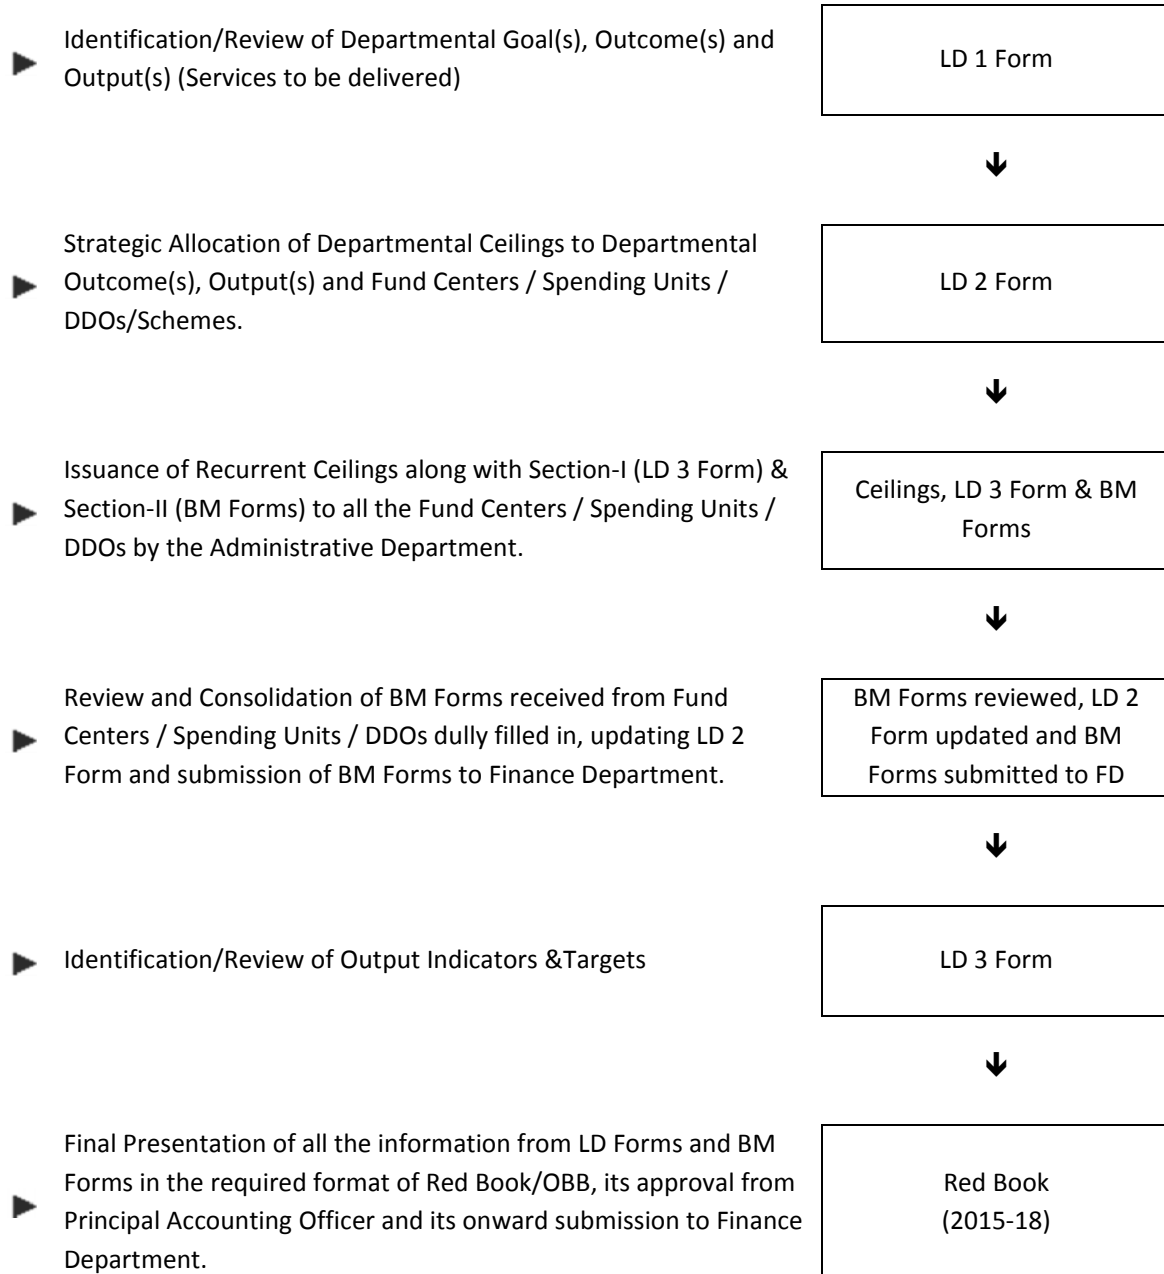 Identification/Review of Departmental Goal(s), Outcome(s) and
Output(s) (Services to be delivered)
LD 1 Form
Strategic Allocation of Departmental Ceilings to Departmental
Outcome(s), Output(s) and Fund Centers / Spending Units /
DDOs/Schemes.
LD 2 Form
Issuance of Recurrent Ceilings along with Section-I (LD 3 Form) &
Section-II (BM Forms) to all the Fund Centers / Spending Units /
DDOs by the Administrative Department.
Ceilings, LD 3 Form & BM
Forms
Review and Consolidation of BM Forms received from Fund
Centers / Spending Units / DDOs dully filled in, updating LD 2
Form and submission of BM Forms to Finance Department.
BM Forms reviewed, LD 2
Form updated and BM
Forms submitted to FD
Identification/Review of Output Indicators &Targets
LD 3 Form
Final Presentation of all the information from LD Forms and BM
Forms in the required format of Red Book/OBB, its approval from
Principal Accounting Officer and its onward submission to Finance
Department.
Red Book
(2015-18)